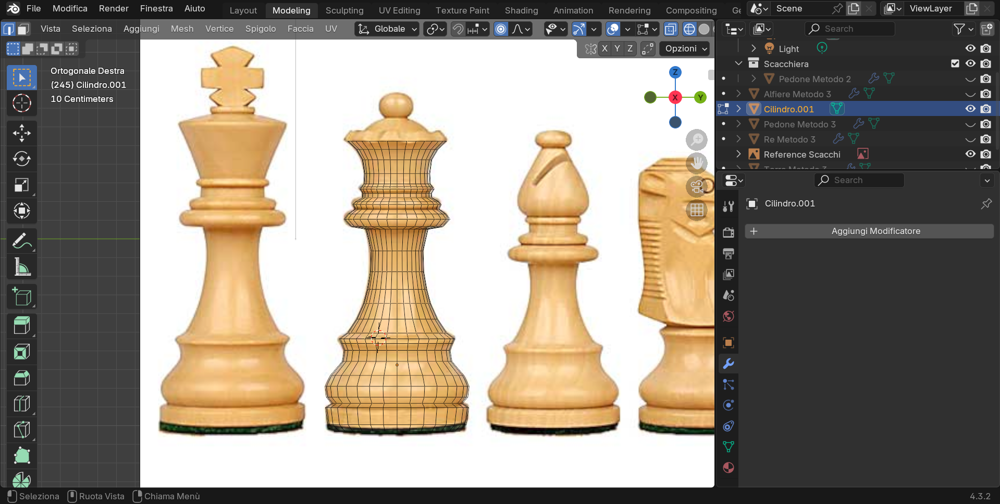 File Modifica Render Finestra Aiuto Layout Modeling Sculpting UV Editing Texture Paint Shading Animation Rendering Compositing Ge Scene ViewLayer
Vista Seleziona Aggiungi Mesh Vertice Spigolo Faccia UV Globale Search
X Y Z Opzioni
Ortogonale Destra
(245) Cilindro.001
10 Centimeters
Z
X
Y
Light
Scacchiera
Pedone Metodo 2
Alfiere Metodo 3
Cilindro.001
Pedone Metodo 3
Re Metodo 3
Reference Scacchi
Torre Metodo 3
Search
Cilindro.001
+ Aggiungi Modificatore
Seleziona Ruota Vista Chiama Menù 4.3.2